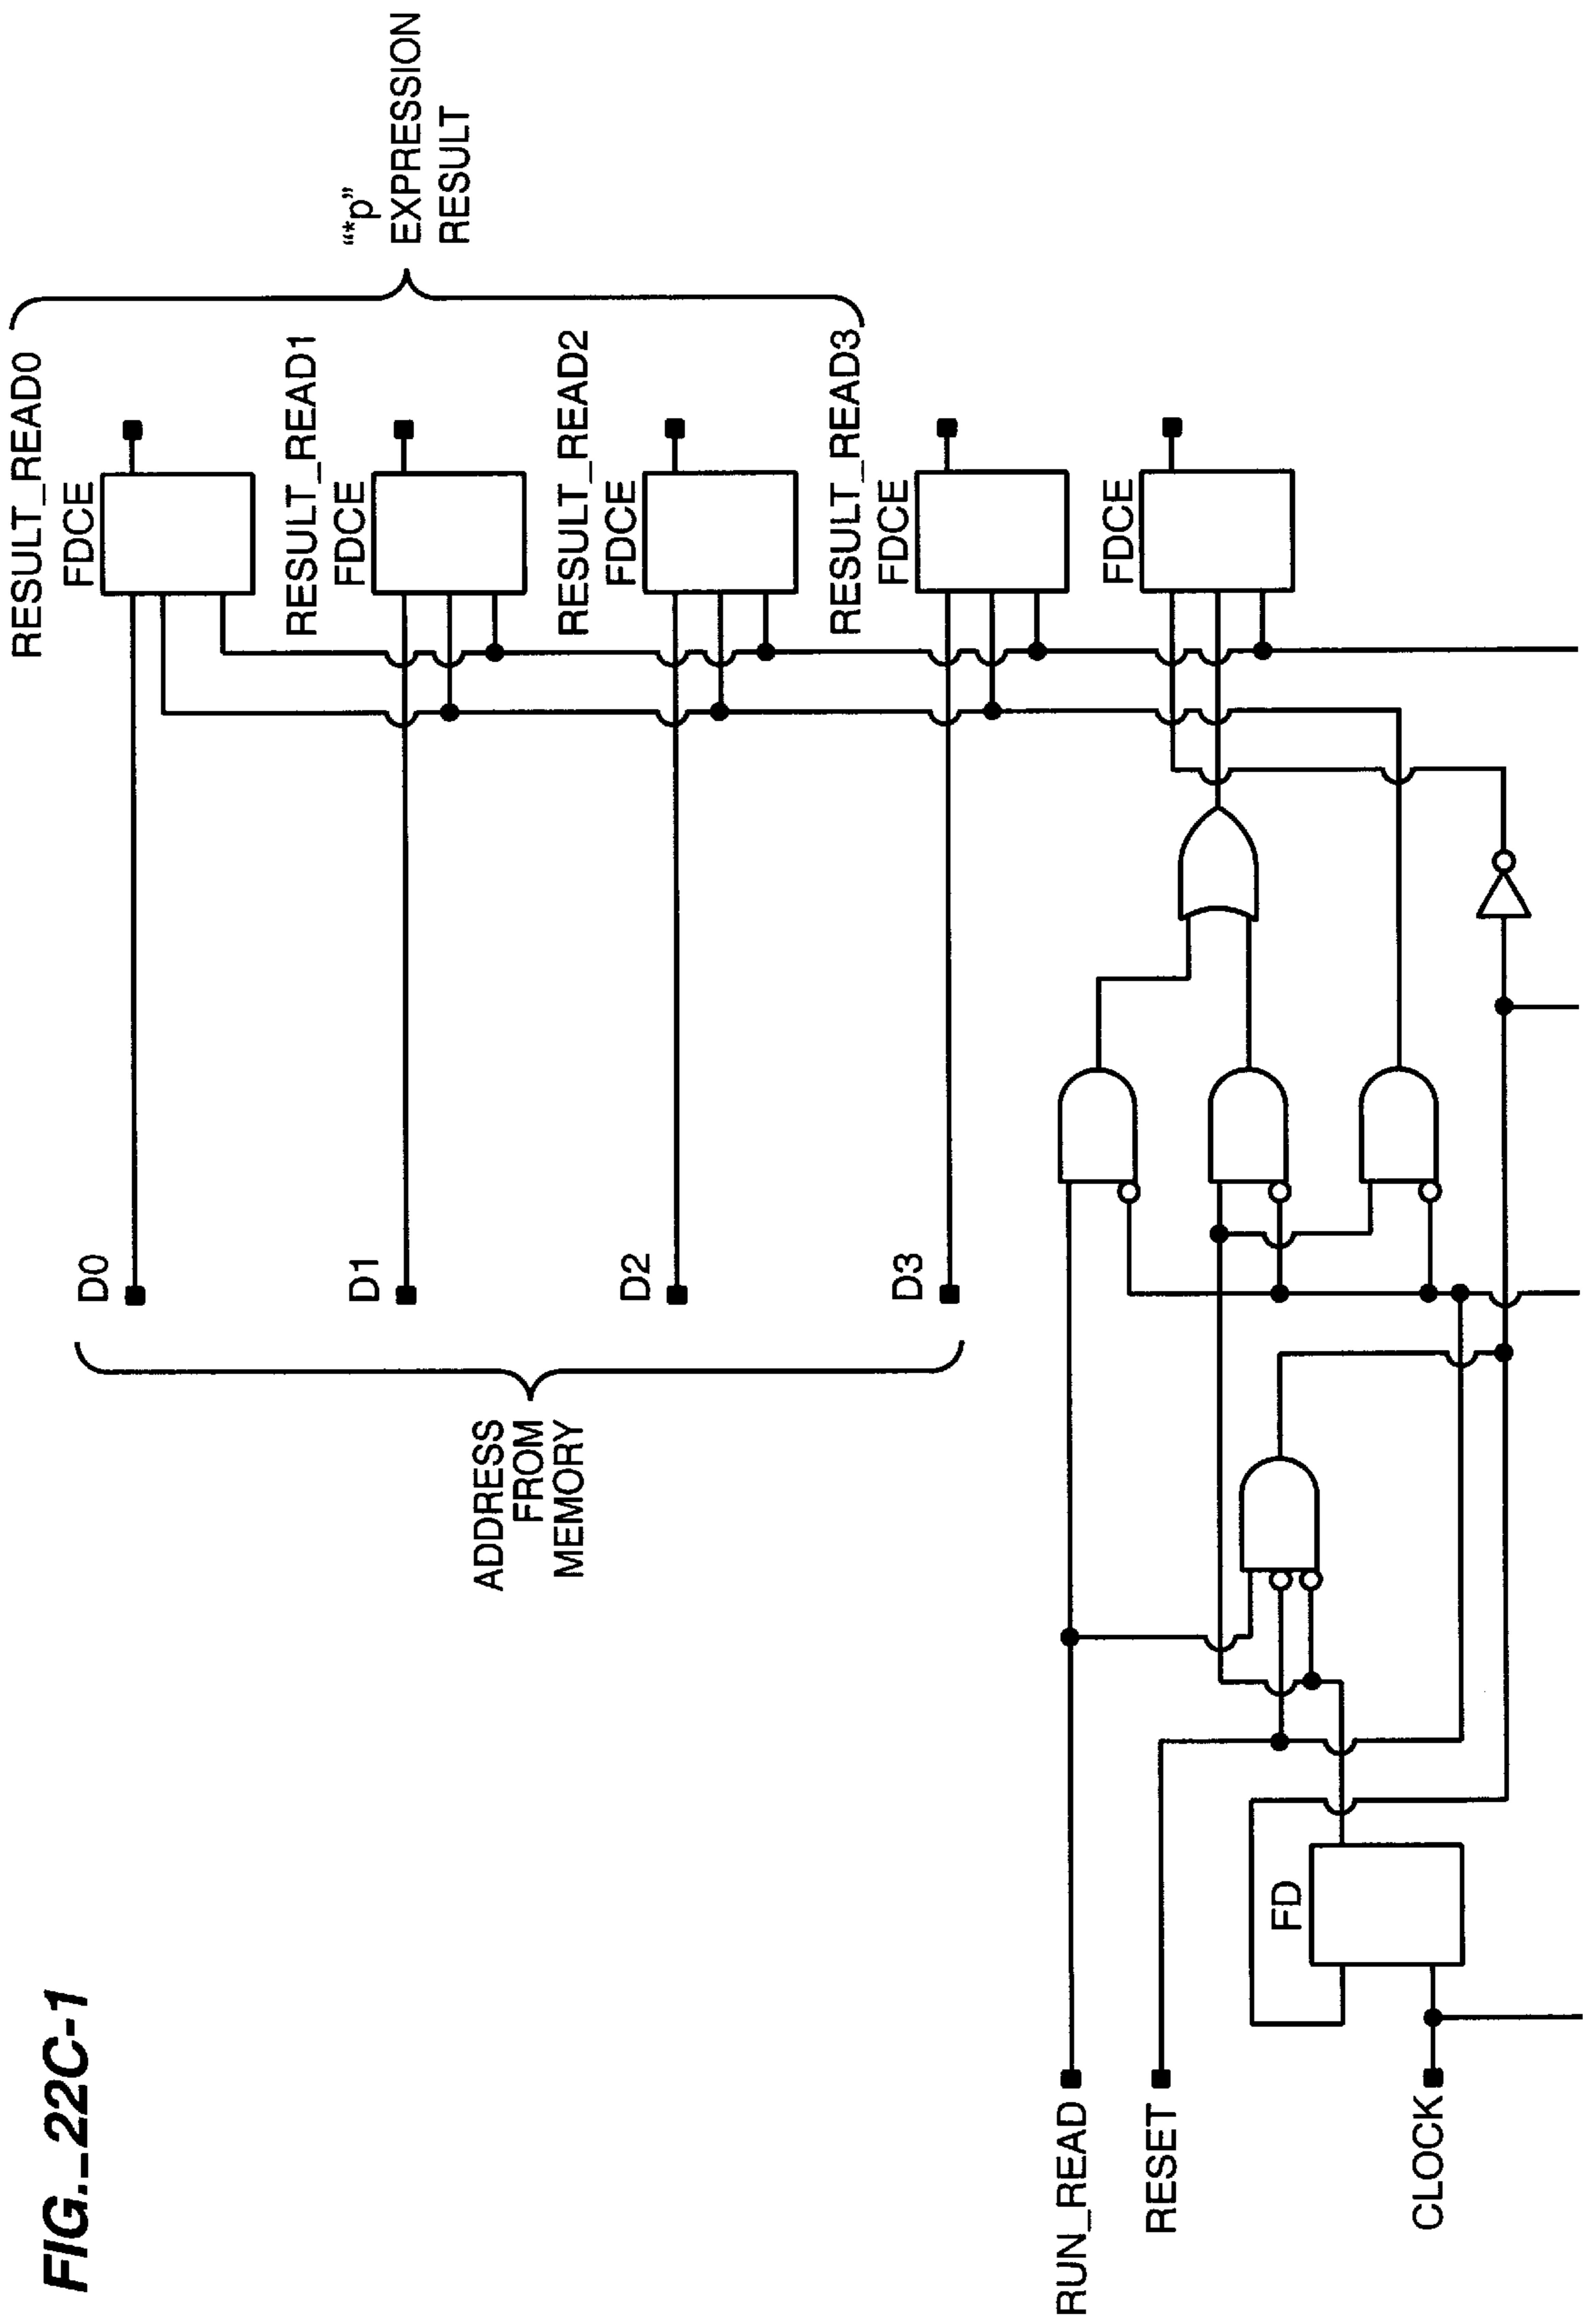 FIG._22C-1
RESULT_READ0
FDCE
RESULT_READ1
FDCE
RESULT_READ2
FDCE
RESULT_READ3
FDCE
FDCE
“*p”
EXPRESSION
RESULT
D0
D1
D2
D3
ADDRESS
FROM
MEMORY
FD
RUN_READ
RESET
CLOCK